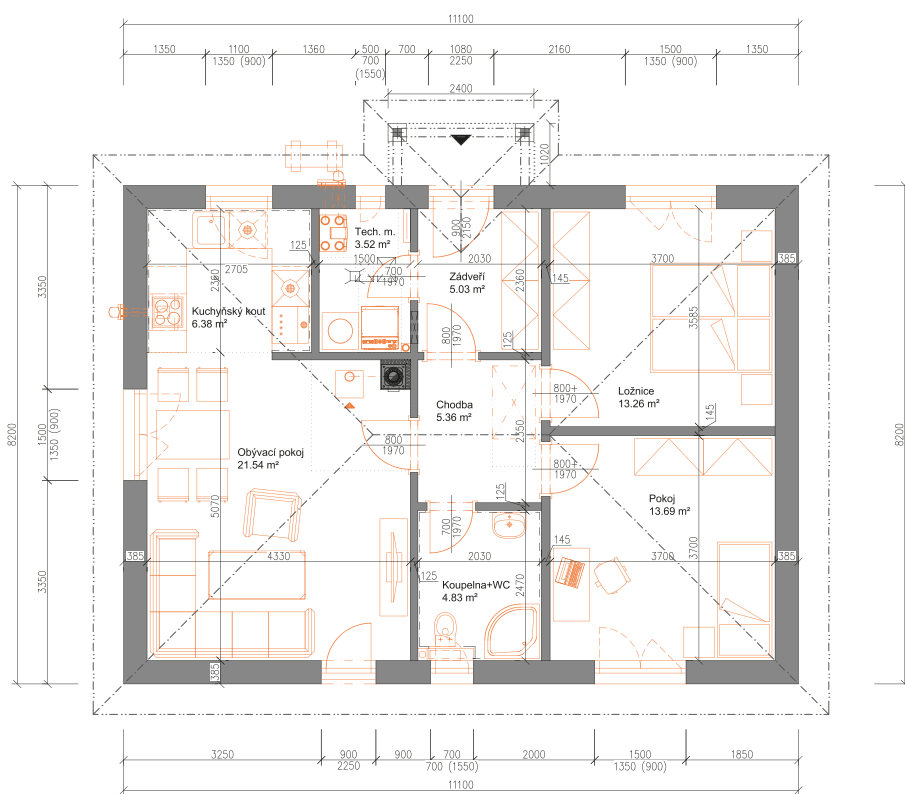 11100
1350 1100 1360 500 700 1080 2160 1500 1350
1350 (900) 700 2250 1350 (900)
(1550)
2400
1020
Tech. m.
3.52 m²
900
2150
125
2705
2360
1500
700
1970
2030
Zádveří
5.03 m²
2360
145
3700
385
3350
Kuchyňský kout
6.38 m²
800
1970
125
3585
8200
1500
1350 (900)
8200
Chodba
5.36 m²
800+
1970
Ložnice
13.26 m²
145
2350
Obývací pokoj
21.54 m²
800
1970
800+
1970
5070
125
Pokoj
13.69 m²
700
1970
145
3700
385
4330
2030
3700
385
125
Koupelna+WC
4.83 m²
2470
3350
385
3250 900 900 700 2000 1500 1850
2250 700 (1550) 1350 (900)
11100